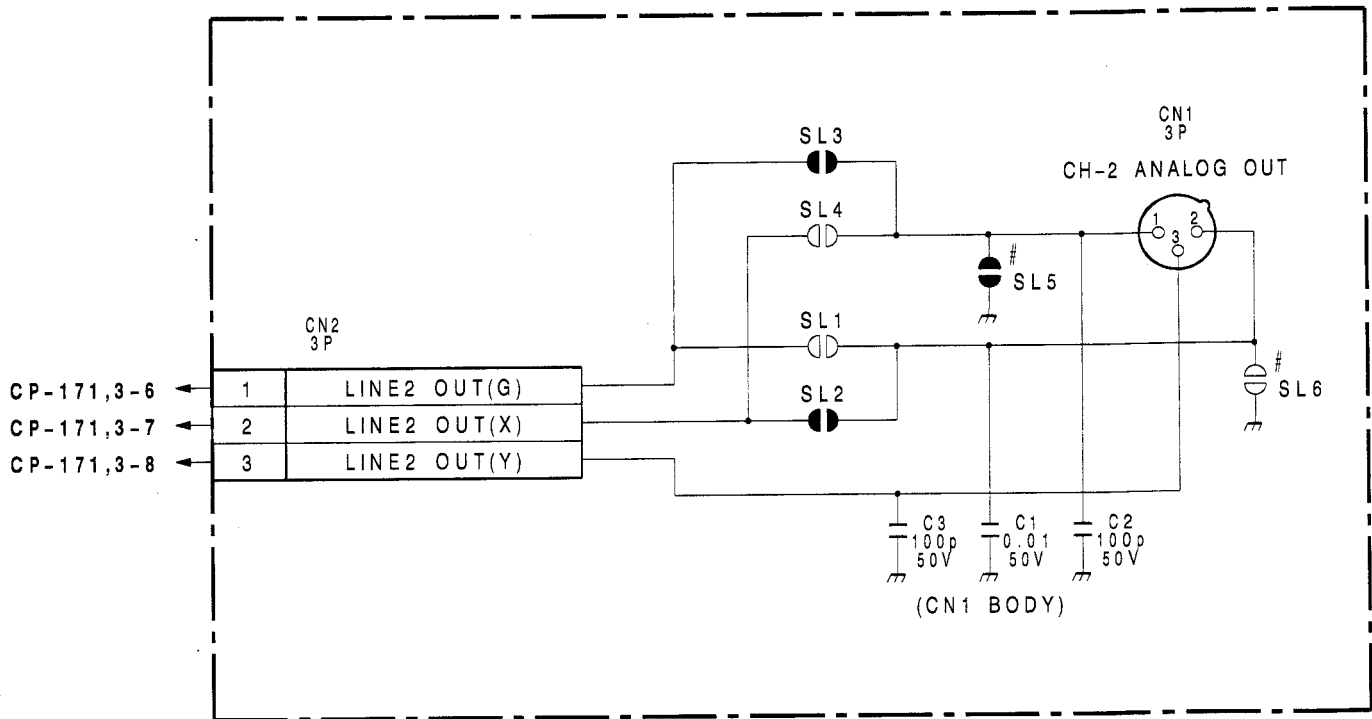 CN1
3P
CH-2 ANALOG OUT
1 2
3
SL3
SL4
#
SL5
SL1
#
SL6
SL2
CN2
3P
CP-171,3-6 1 LINE2 OUT(G)
CP-171,3-7 2 LINE2 OUT(X)
CP-171,3-8 3 LINE2 OUT(Y)
C3
100p
50V
C1
0.01
50V
C2
100p
50V
(CN1 BODY)